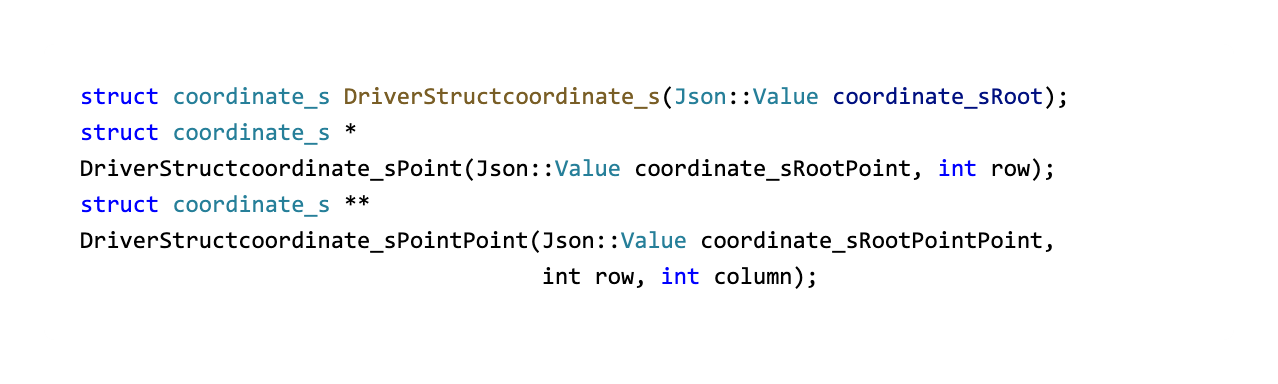 struct coordinate_s DriverStructcoordinate_s(Json::Value coordinate_sRoot);
struct coordinate_s *
DriverStructcoordinate_sPoint(Json::Value coordinate_sRootPoint, int row);
struct coordinate_s **
DriverStructcoordinate_sPointPoint(Json::Value coordinate_sRootPointPoint,
                                   int row, int column);